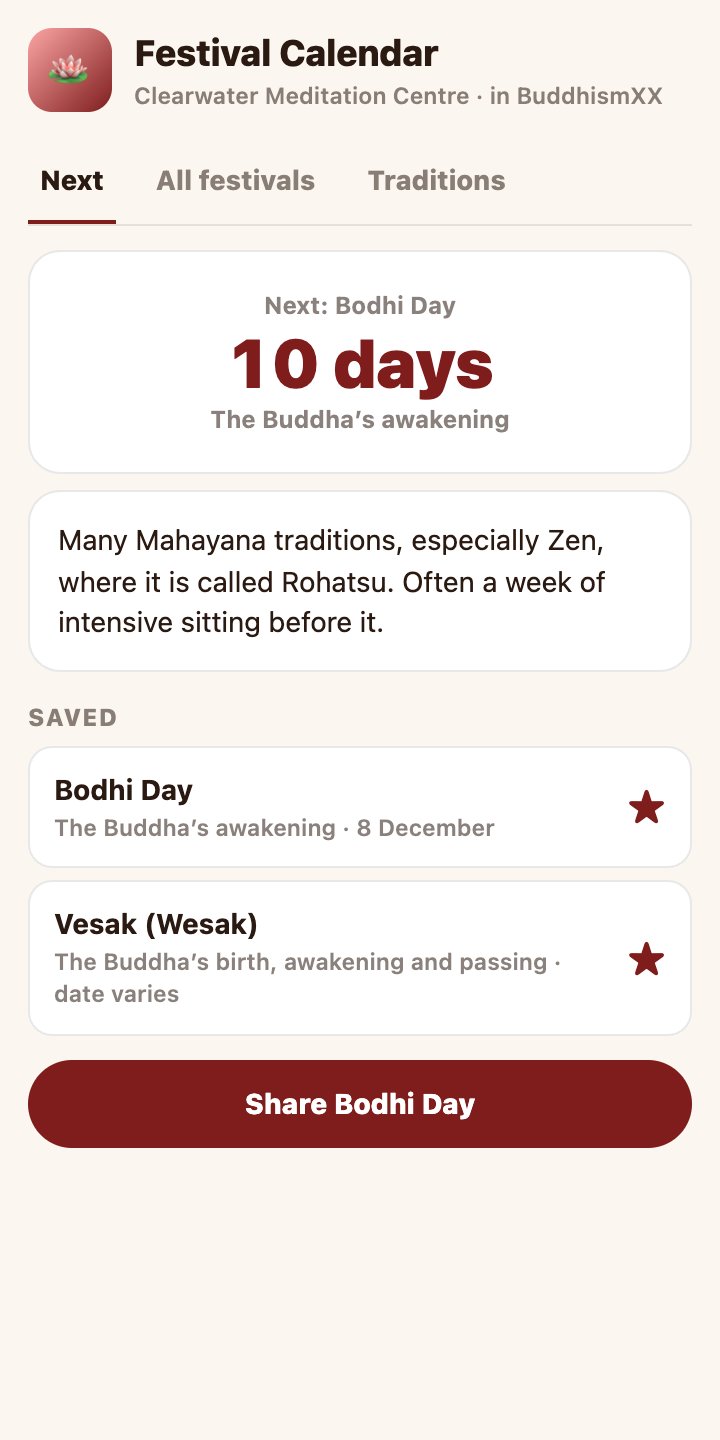 Festival Calendar
Clearwater Meditation Centre · in BuddhismXX
Next
All festivals
Traditions
Next: Bodhi Day
10 days
The Buddha’s awakening
Many Mahayana traditions, especially Zen,
where it is called Rohatsu. Often a week of
intensive sitting before it.
SAVED
Bodhi Day
The Buddha’s awakening · 8 December
Vesak (Wesak)
The Buddha’s birth, awakening and passing ·
date varies
Share Bodhi Day